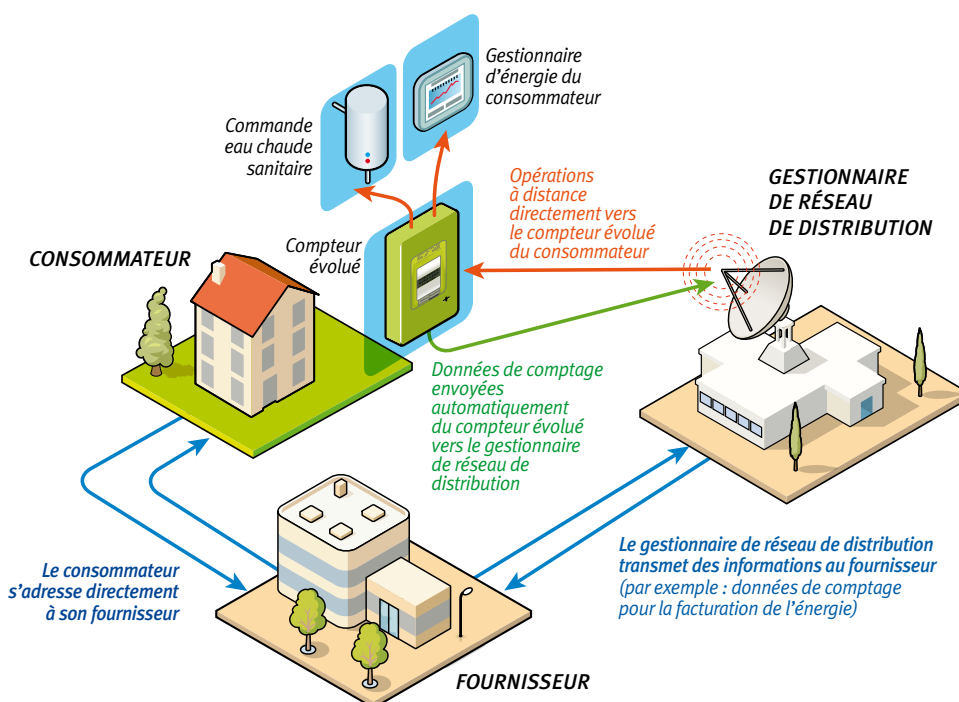 Gestionnaire
d'énergie du
consommateur
Commande
eau chaude
sanitaire
Opérations
à distance
directement vers
le compteur évolué
du consommateur
GESTIONNAIRE
DE RÉSEAU
DE DISTRIBUTION
CONSOMMATEUR
Compteur
évolué
Données de comptage
envoyées
automatiquement
du compteur évolué
vers le gestionnaire
de réseau de
distribution
Le consommateur
s'adresse directement
à son fournisseur
Le gestionnaire de réseau de distribution
transmet des informations au fournisseur
(par exemple : données de comptage
pour la facturation de l'énergie)
FOURNISSEUR